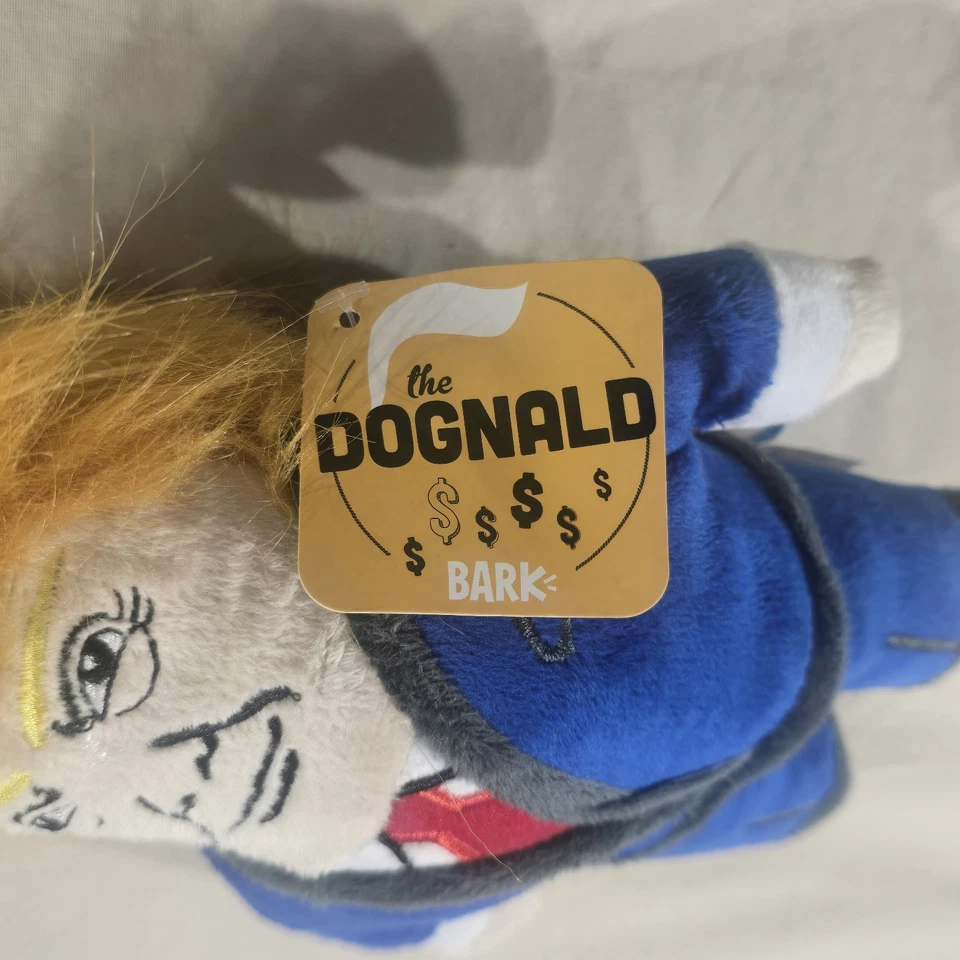 the
DOGNALD
$ $ $ $ $ $
BARK